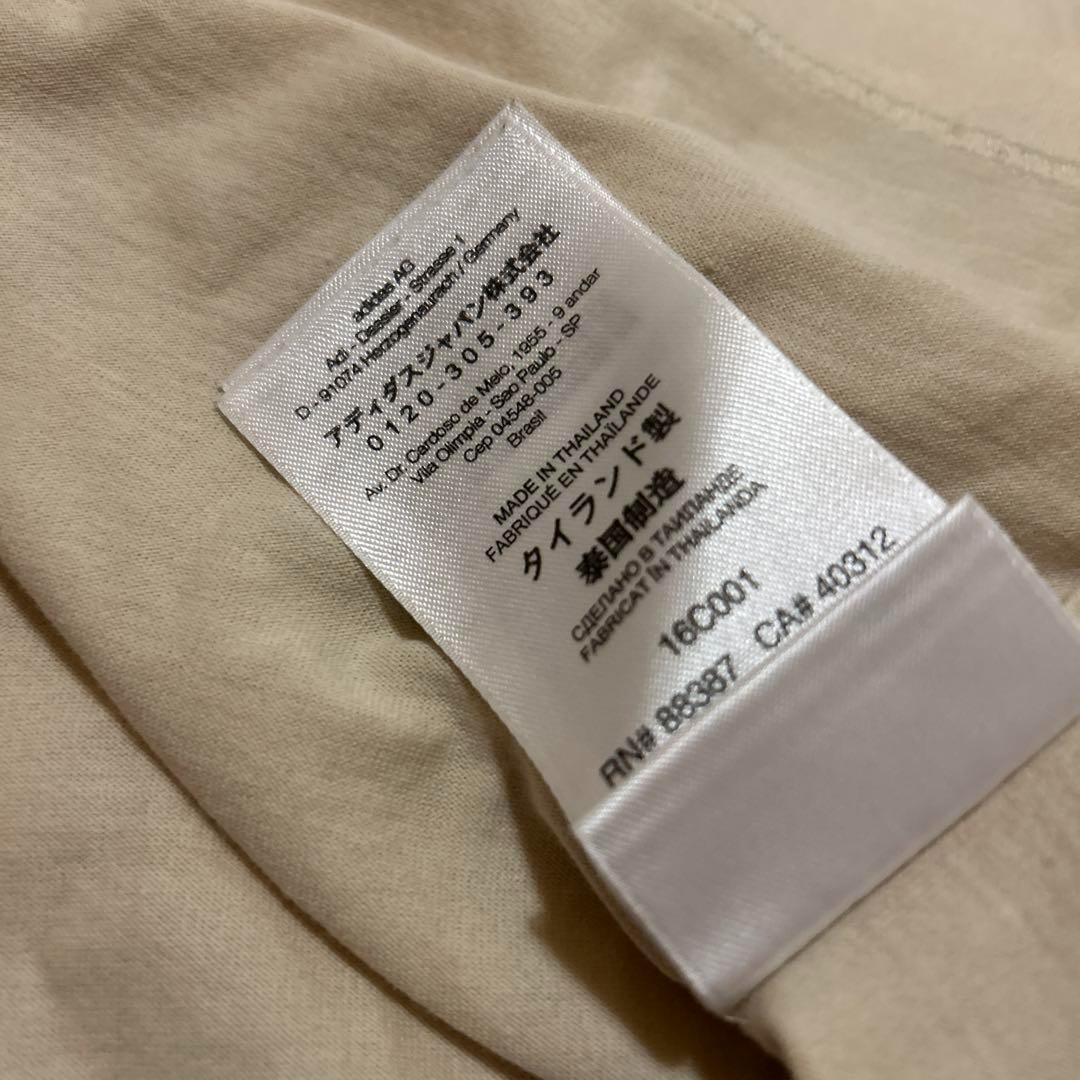 adidas AG
Adi - Dassler - Strasse 1
D - 91074 Herzogenaurach / Germany
アディダスジャパン株式会社
0120-305-393
Av. Dr. Cardoso de Melo, 1955 - 9 andar
Vila Olimpia - Sao Paulo - SP
Cep 04548-005
Brasil
MADE IN THAILAND
FABRIQUÉ EN THAÏLANDE
タイランド製
泰国制造
СДЕЛАНО В ТАИЛАНДЕ
FABRICAT ÎN THAILANDA
16C001
RN# 88387 CA# 40312